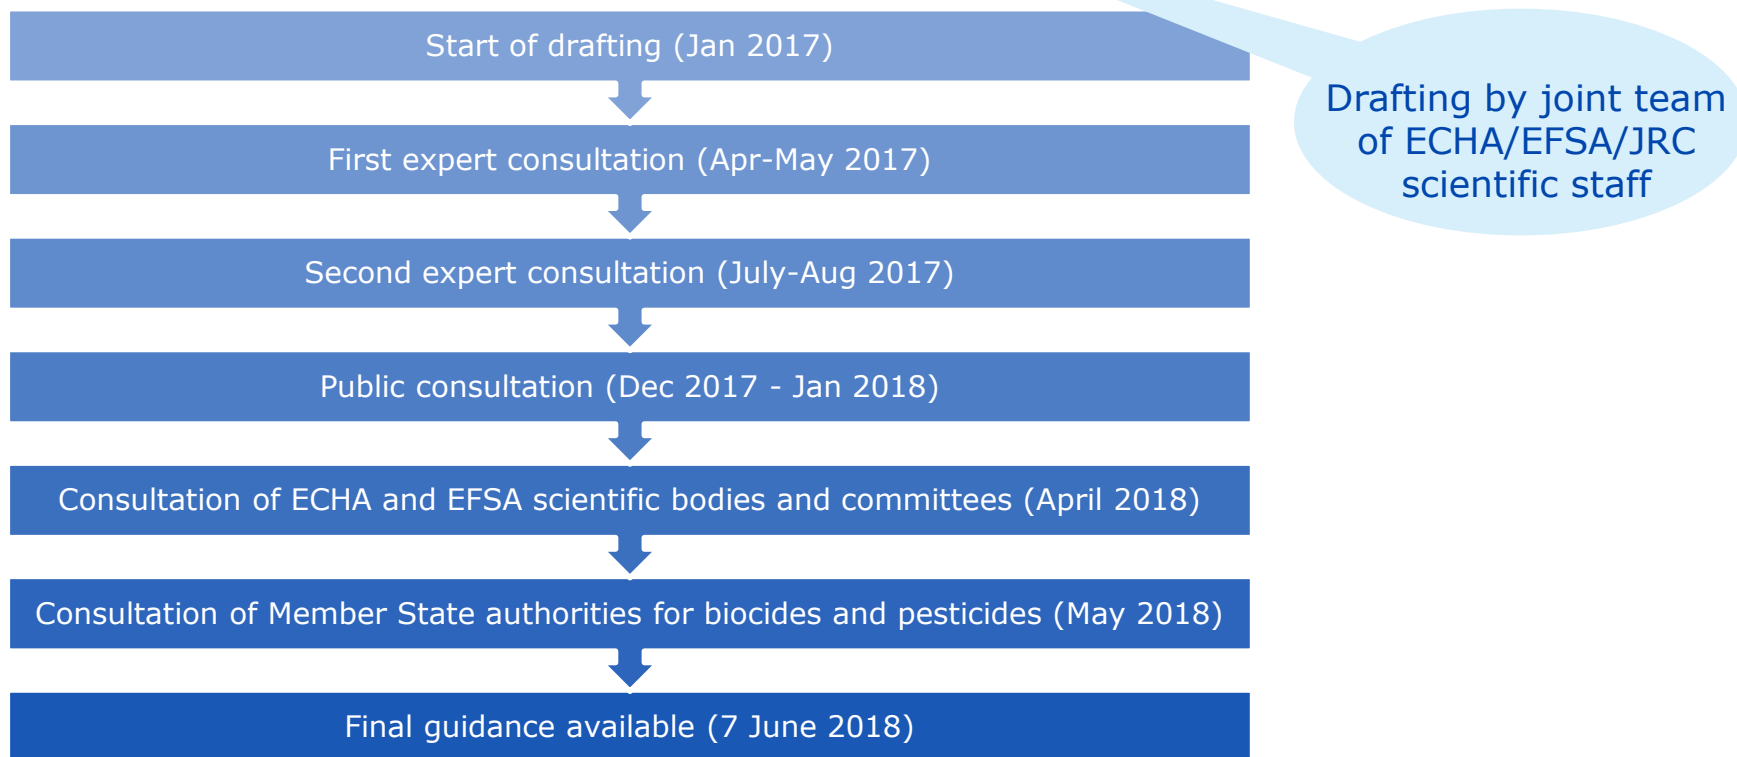 Start of drafting (Jan 2017)
Drafting by joint team
of ECHA/EFSA/JRC
scientific staff
First expert consultation (Apr-May 2017)
Second expert consultation (July-Aug 2017)
Public consultation (Dec 2017 - Jan 2018)
Consultation of ECHA and EFSA scientific bodies and committees (April 2018)
Consultation of Member State authorities for biocides and pesticides (May 2018)
Final guidance available (7 June 2018)